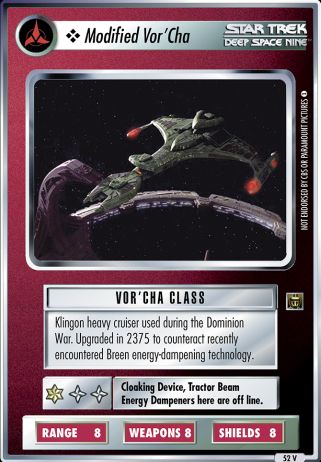 ❖ Modified Vor'Cha
STAR TREK
DEEP SPACE NINE
NOT ENDORSED BY CBS OR PARAMOUNT PICTURES
VOR'CHA CLASS
Klingon heavy cruiser used during the Dominion
War. Upgraded in 2375 to counteract recently
encountered Breen energy-dampening technology.
Cloaking Device, Tractor Beam
Energy Dampeners here are off line.
RANGE 8
WEAPONS 8
SHIELDS 8
52 V